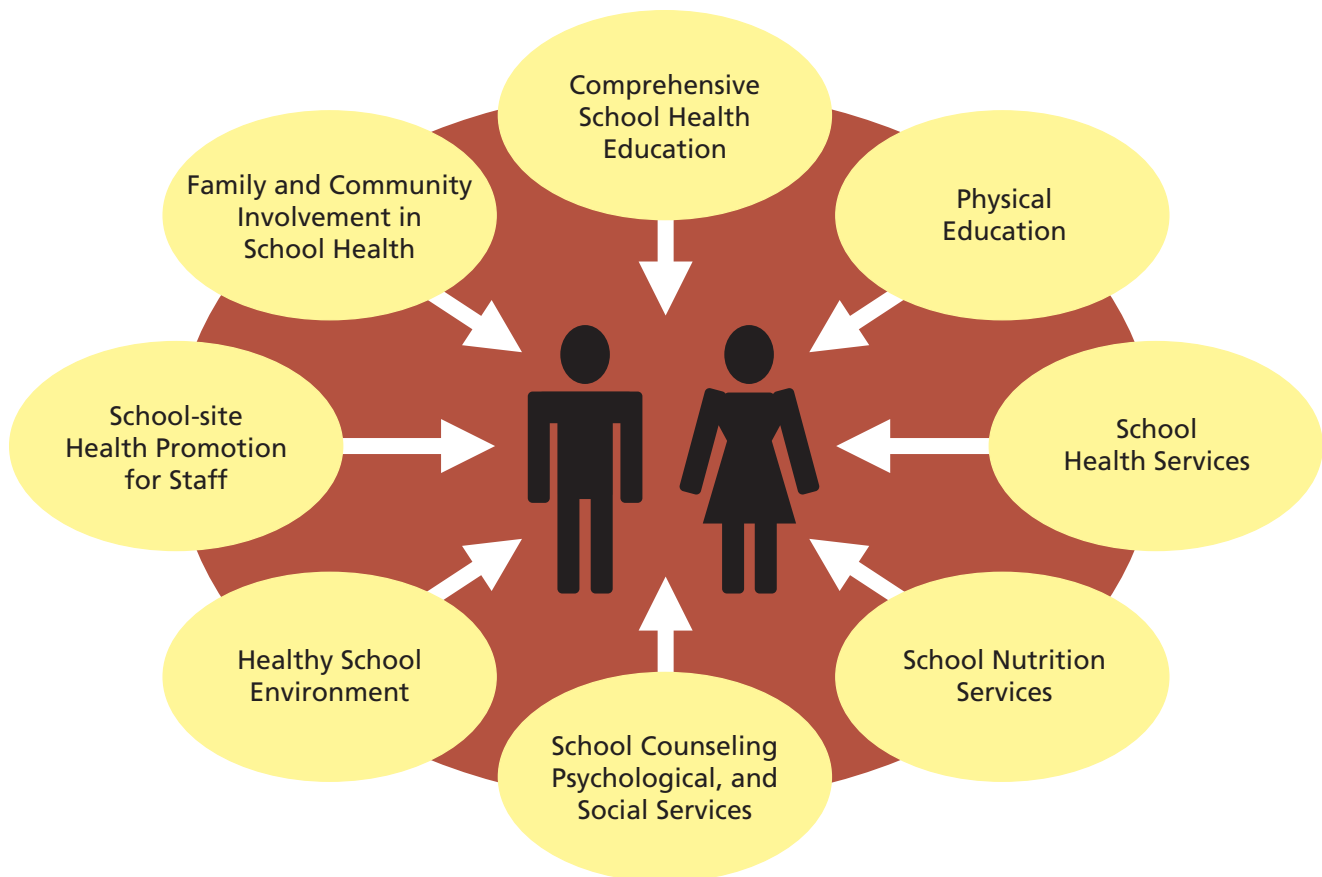 Comprehensive
School Health
Education
Physical
Education
School
Health Services
School Nutrition
Services
School Counseling
Psychological, and
Social Services
Healthy School
Environment
School-site
Health Promotion
for Staff
Family and Community
Involvement in
School Health